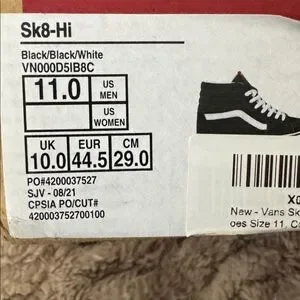 Sk8-Hi
Black/Black/White
VN000D5IB8C
11.0
US
MEN
US
WOMEN
UK
10.0
EUR
44.5
CM
29.0
PO#4200037527
SJV - 08/21
CPSIA PO/CUT#
420003752700100
X0
New - Vans Sk
oes Size 11, Co